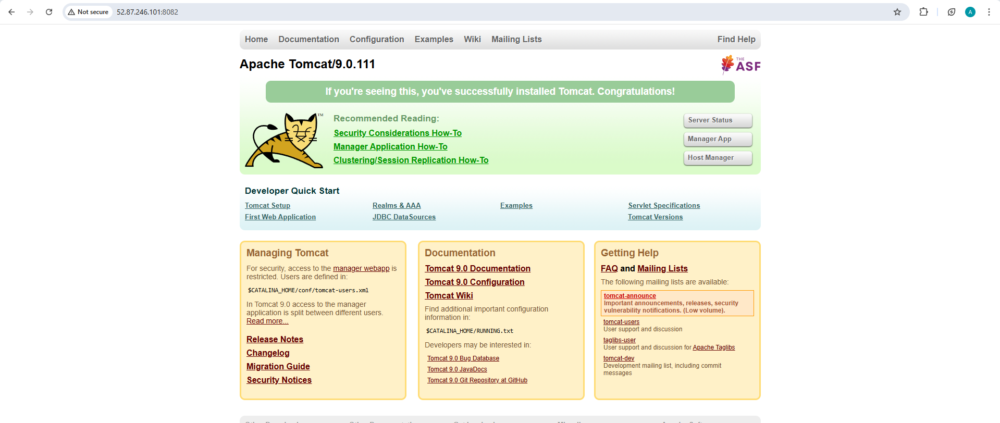 Not secure 52.87.246.101:8082
A
Home Documentation Configuration Examples Wiki Mailing Lists Find Help
Apache Tomcat/9.0.111
THE
ASF
If you're seeing this, you've successfully installed Tomcat. Congratulations!
TM
Recommended Reading:
Security Considerations How-To
Manager Application How-To
Clustering/Session Replication How-To
Server Status
Manager App
Host Manager
Developer Quick Start
Tomcat Setup
First Web Application
Realms & AAA
JDBC DataSources
Examples
Servlet Specifications
Tomcat Versions
Managing Tomcat
For security, access to the manager webapp is
restricted. Users are defined in:
$CATALINA_HOME/conf/tomcat-users.xml
In Tomcat 9.0 access to the manager
application is split between different users.
Read more...
Release Notes
Changelog
Migration Guide
Security Notices
Documentation
Tomcat 9.0 Documentation
Tomcat 9.0 Configuration
Tomcat Wiki
Find additional important configuration
information in:
$CATALINA_HOME/RUNNING.txt
Developers may be interested in:
Tomcat 9.0 Bug Database
Tomcat 9.0 JavaDocs
Tomcat 9.0 Git Repository at GitHub
Getting Help
FAQ and Mailing Lists
The following mailing lists are available:
tomcat-announce
Important announcements, releases, security
vulnerability notifications. (Low volume).
tomcat-users
User support and discussion
taglibs-user
User support and discussion for Apache Taglibs
tomcat-dev
Development mailing list, including commit
messages